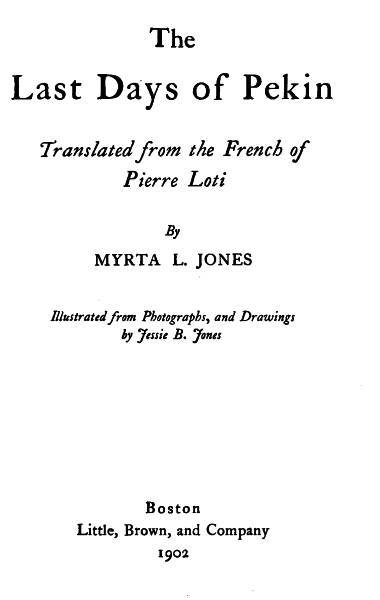 The
Last Days of Pekin
Translated from the French of
Pierre Loti
By
MYRTA L. JONES
Illustrated from Photographs, and Drawings
by Jessie B. Jones
Boston
Little, Brown, and Company
1902